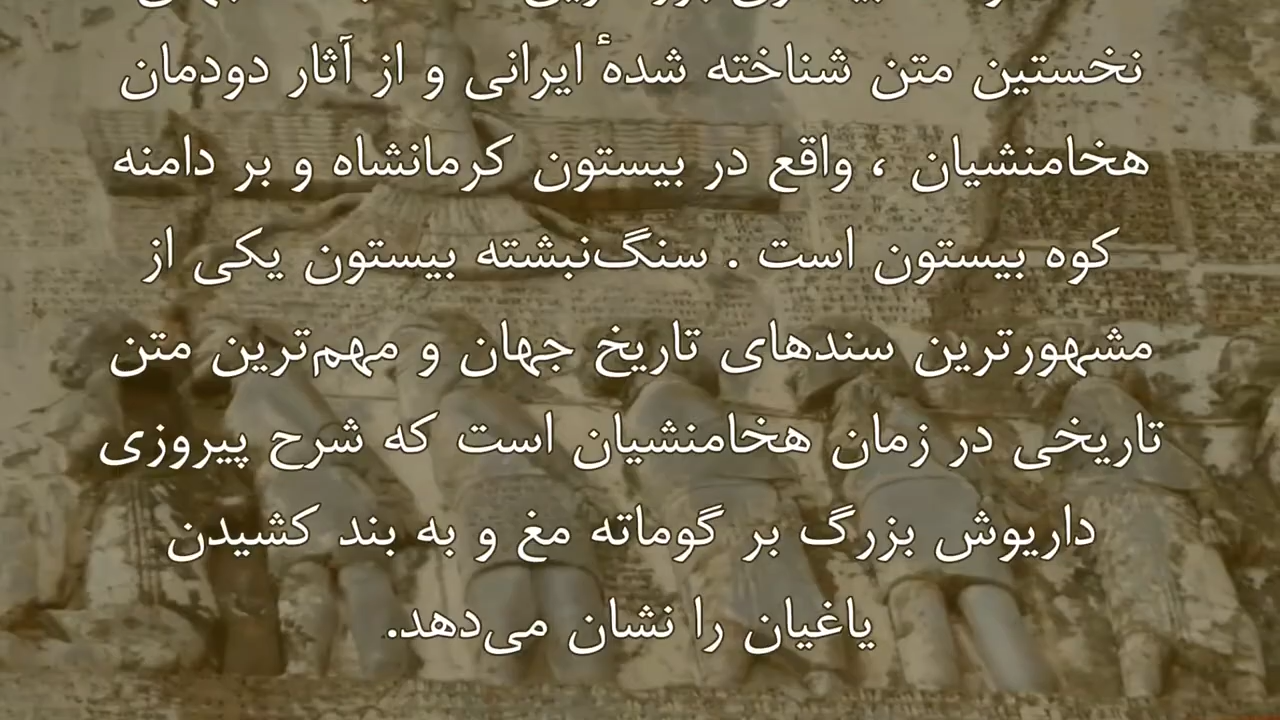 نخستین متن شناخته شدهٔ ایرانی و از آثار دودمان
هخامنشیان ، واقع در بیستون کرمانشاه و بر دامنه
کوه بیستون است . سنگ‌نبشته بیستون یکی از
مشهورترین سندهای تاریخ جهان و مهم‌ترین متن
تاریخی در زمان هخامنشیان است که شرح پیروزی
داریوش بزرگ بر گوماته مغ و به بند کشیدن
یاغیان را نشان می‌دهد.